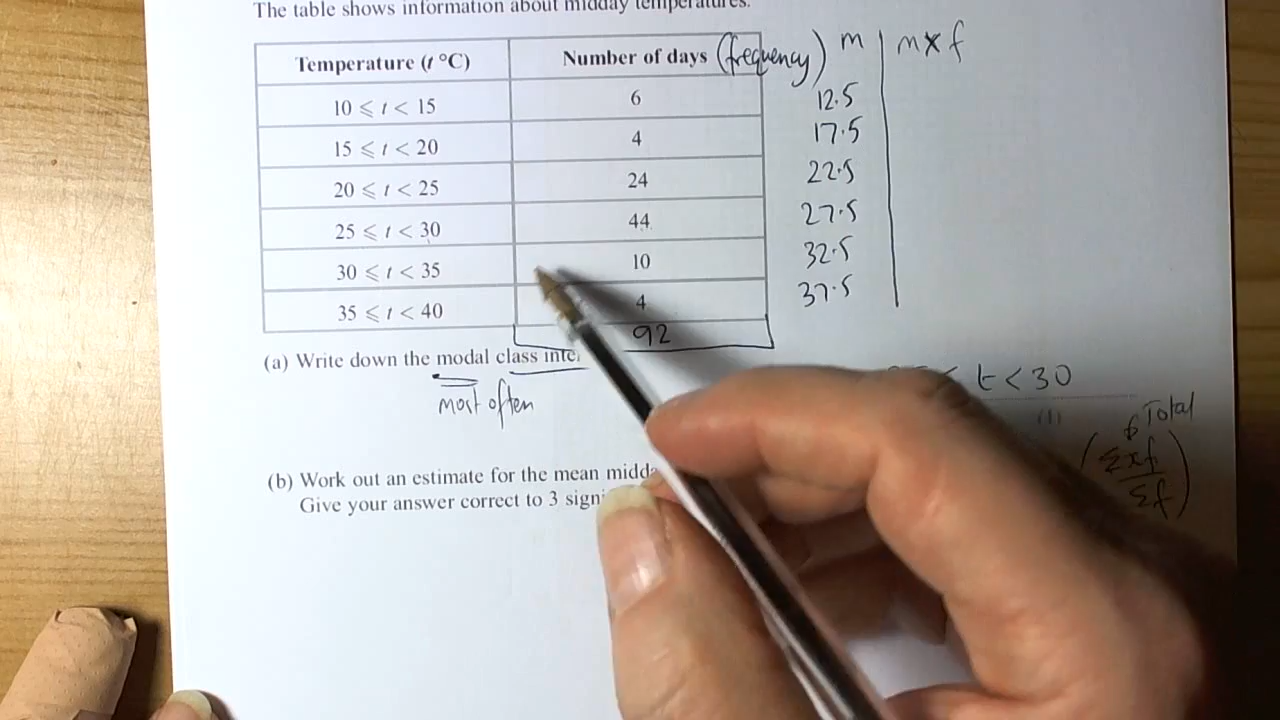 The table shows information about midday temperatures.
Temperature (t °C) Number of days (frequency) m m×f
10 ⩽ t < 15 6 12.5
15 ⩽ t < 20 4 17.5
20 ⩽ t < 25 24 22.5
25 ⩽ t < 30 44 27.5
30 ⩽ t < 35 10 32.5
35 ⩽ t < 40 4 37.5
92
(a) Write down the modal class
most often
t < 30
(1)
Total
(b) Work out an estimate for the mean
Σxf
Σf
Give your answer correct to 3